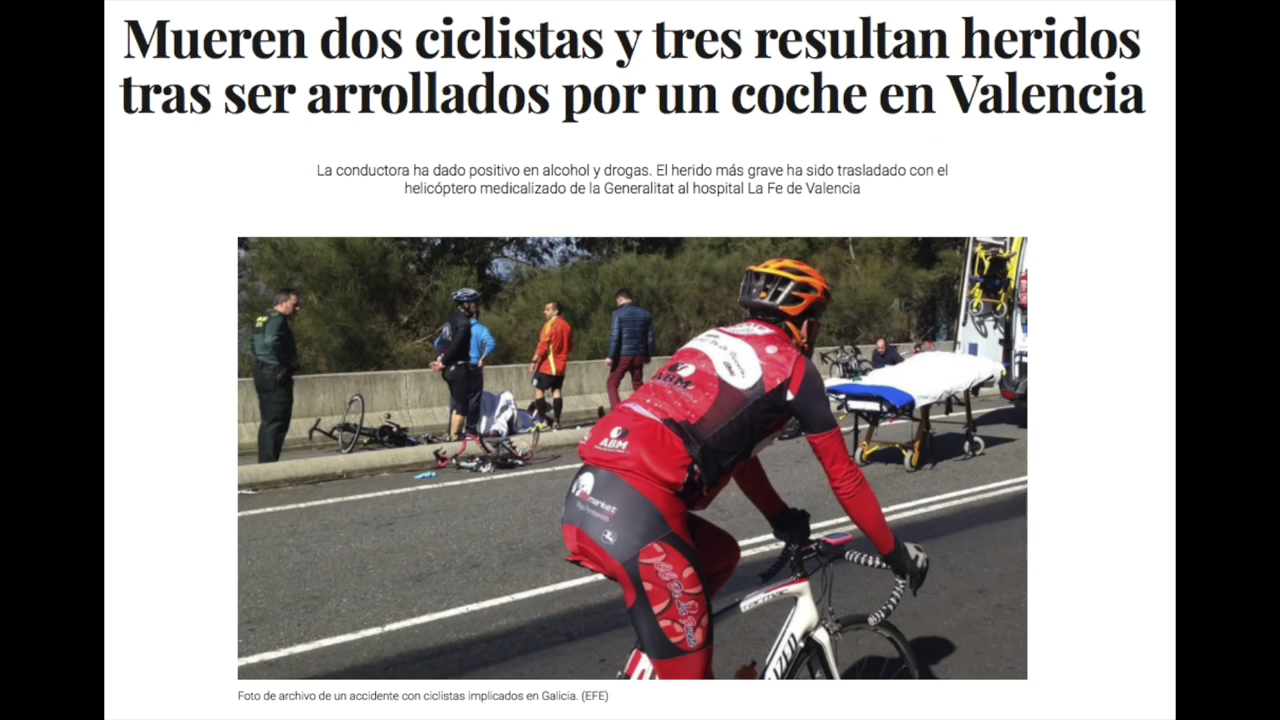 Mueren dos ciclistas y tres resultan heridos
tras ser arrollados por un coche en Valencia
La conductora ha dado positivo en alcohol y drogas. El herido más grave ha sido trasladado con el
helicóptero medicalizado de la Generalitat al hospital La Fe de Valencia
ABM
ABM
Foto de archivo de un accidente con ciclistas implicados en Galicia. (EFE)